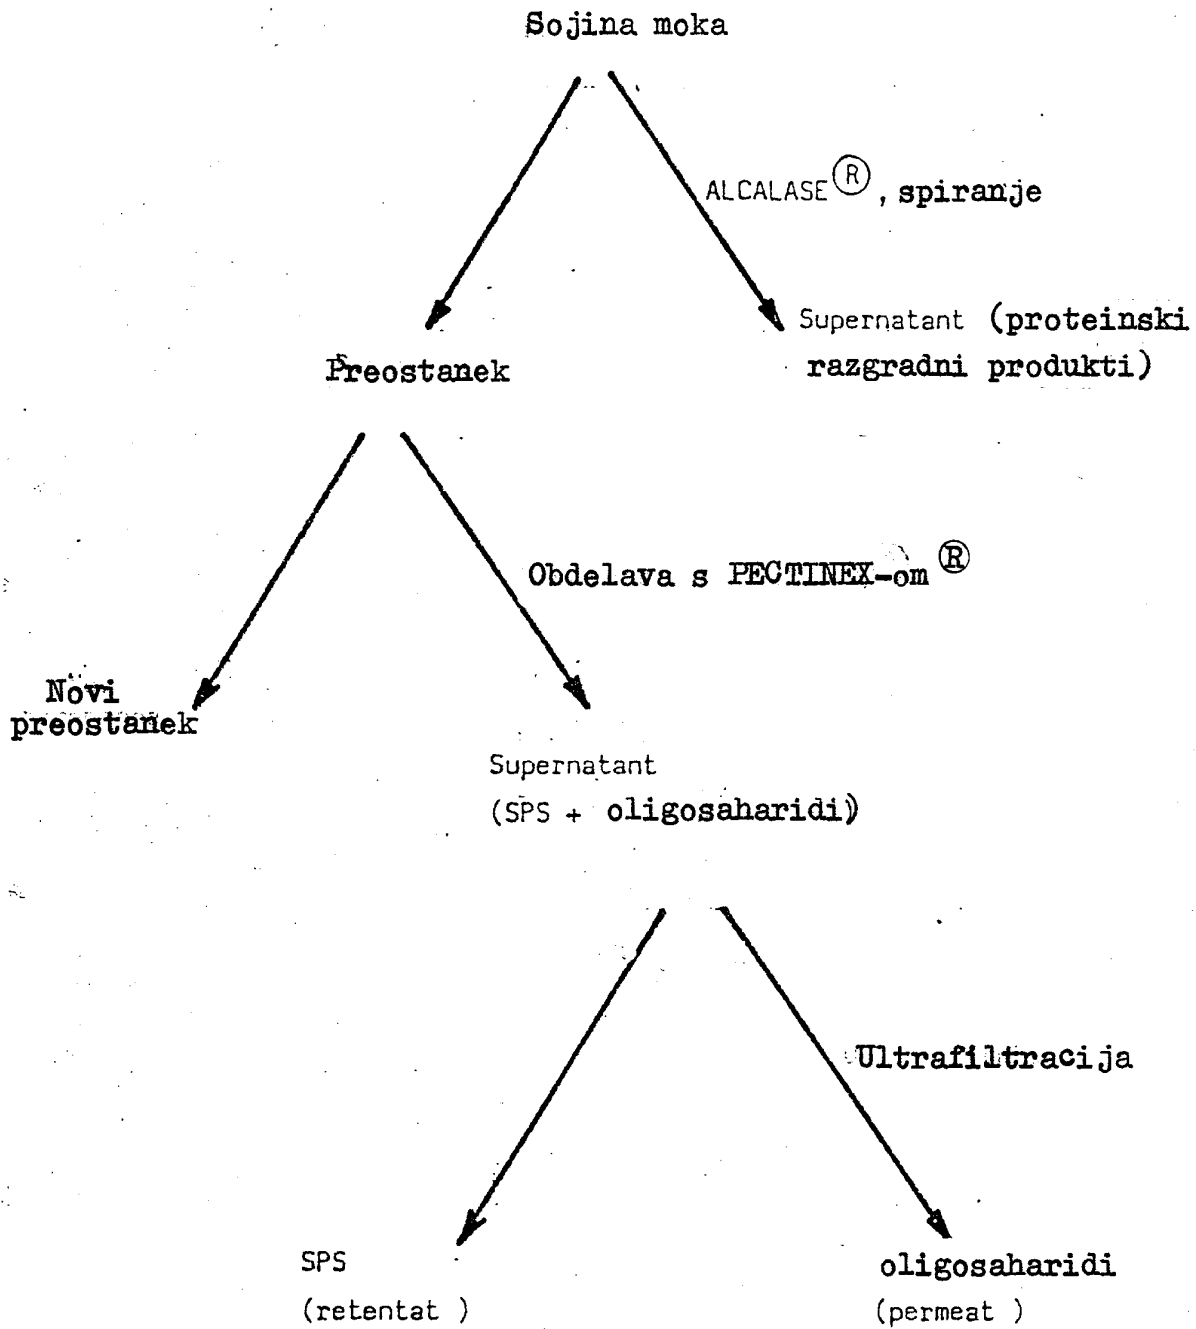 Sojina moka
ALCALASE®, spiranje
Supernatant (proteinski
razgradni produkti)
Preostanek
Obdelava s PECTINEX-om ®
Novi
preostanek
Supernatant
(SPS + oligosaharidi)
Ultrafiltracija
SPS
(retentat )
oligosaharidi
(permeat )